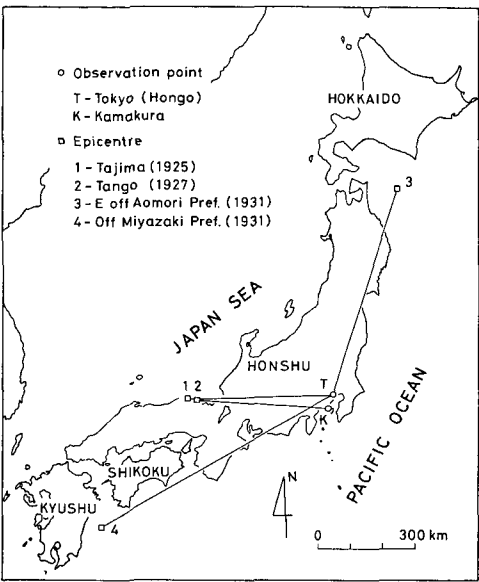 o Observation point
T - Tokyo (Hongo)
K - Kamakura
□ Epicentre
1 - Tajima (1925)
2 - Tango (1927)
3 - E off Aomori Pref. (1931)
4 - Off Miyazaki Pref. (1931)
HOKKAIDO
3
JAPAN SEA
HONSHU
1 2
T
K
PACIFIC OCEAN
SHIKOKU
KYUSHU
4
N
0 300 km